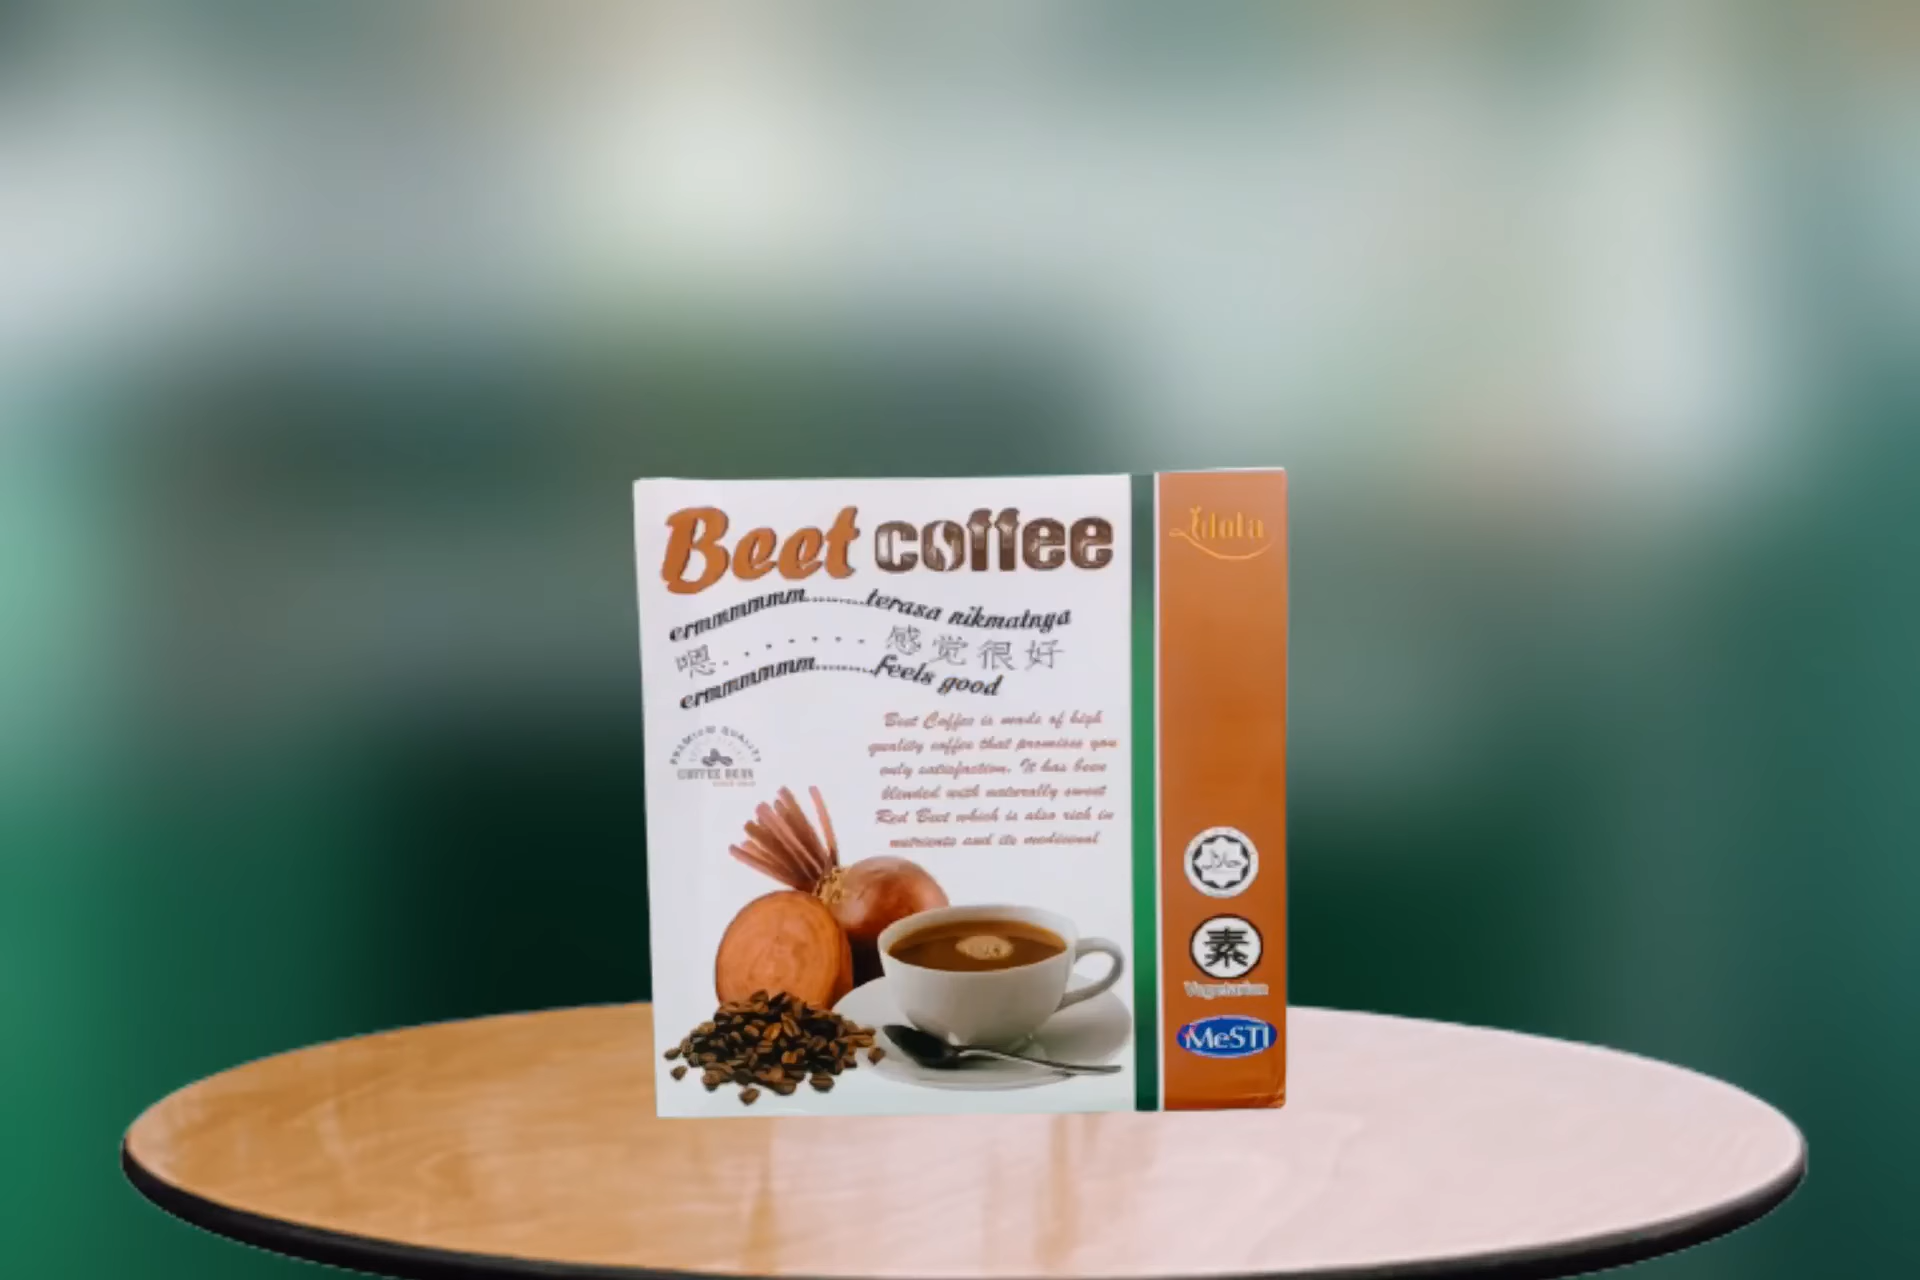 Beet coffee
ermmmmmm.........terasa nikmatnya
嗯. . . . . . . 感觉很好
ermmmmmm.........feels good
Beet Coffee is made of high
quality coffee that promises you
only satisfaction. It has been
blended with naturally sweet
Red Beet which is also rich in
nutrients and its medicinal
PREMIUM QUALITY
COFFEE BEAN
حلال
素
Vegetarian
MeSTI